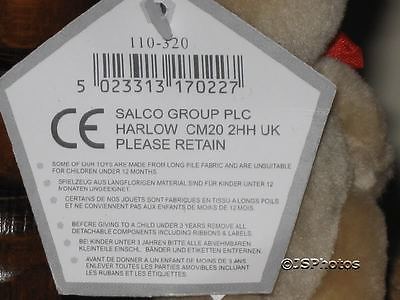 110-320
5 023313 170227
CE SALCO GROUP PLC
HARLOW CM20 2HH UK
PLEASE RETAIN
SOME OF OUR TOYS ARE MADE FROM LONG PILE FABRIC AND ARE UNSUITABLE
FOR CHILDREN UNDER 12 MONTHS.
SPIELZEUG AUS LANGFLORIGEN MATERIAL SIND FÜR KINDER UNTER 12
MONATEN UNGEEIGNET.
CERTAINS DE NOS JOUETS SONT FABRIQUES EN TISSU A LONGS POILS
ET NE CONVIENNENT PAS AUX ENFANTS DE MOINS DE 12 MOIS.
BEFORE GIVING TO A CHILD UNDER 3 YEARS REMOVE ALL
DETACHABLE COMPONENTS INCLUDING RIBBONS & LABELS.
BEI KINDER UNTER 3 JAHREN BITTE ALLE ABNEHMBAREN
KLEINTEILE EINSCHL. BÄNDER UND ETIKETTEN ENTFERNEN.
AVANT DE DONNER A UN ENFANT DE MOINS DE 3 ANS
ENLEVER TOUTES LES PARTIES AMOVIBLES INCLUANT
LES RUBANS ET LES ETIQUETTES.
©JSPhotos